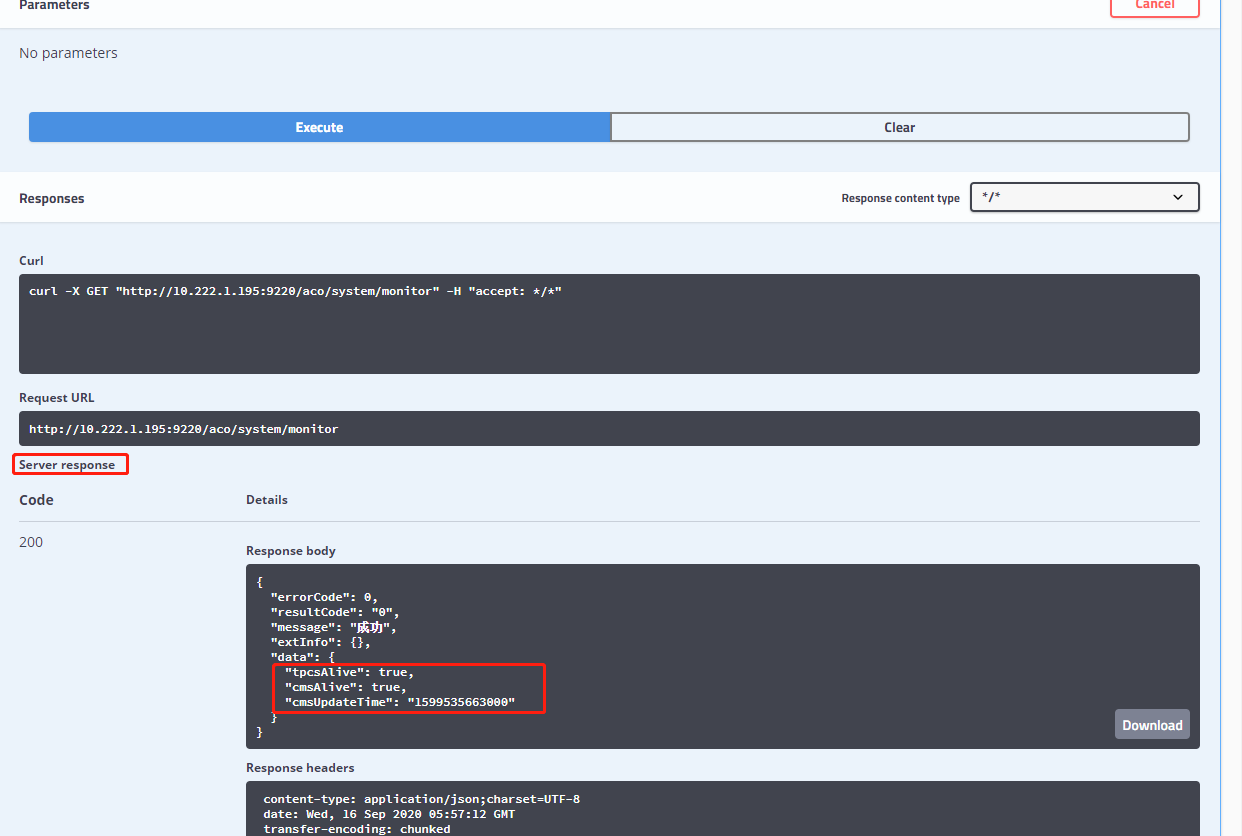 Parameters
Cancel
No parameters
Execute
Clear
Responses
Response content type
*/*
Curl
curl -X GET "http://10.222.1.195:9220/aco/system/monitor" -H "accept: */*"
Request URL
http://10.222.1.195:9220/aco/system/monitor
Server response
Code
Details
200
Response body
{
"errorCode": 0,
"resultCode": "0",
"message": "成功",
"extInfo": {},
"data": {
"tpcsAlive": true,
"cmsAlive": true,
"cmsUpdateTime": "1599535663000"
}
}
Download
Response headers
content-type: application/json;charset=UTF-8
date: Wed, 16 Sep 2020 05:57:12 GMT
transfer-encoding: chunked